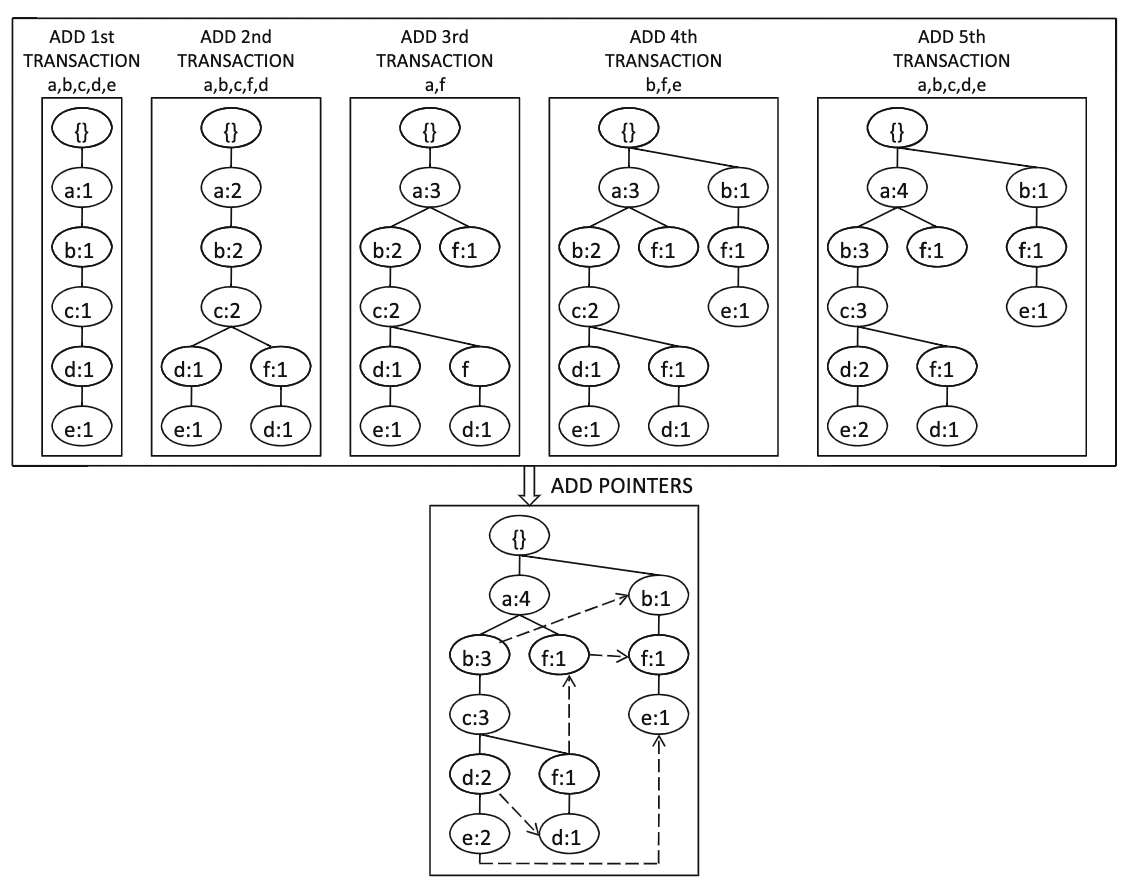 ADD 1st
TRANSACTION
a,b,c,d,e
{}
a:1
b:1
c:1
d:1
e:1
ADD 2nd
TRANSACTION
a,b,c,f,d
{}
a:2
b:2
c:2
d:1 f:1
e:1 d:1
ADD 3rd
TRANSACTION
a,f
{}
a:3
b:2 f:1
c:2
d:1 f
e:1 d:1
ADD 4th
TRANSACTION
b,f,e
{}
a:3 b:1
b:2 f:1 f:1
c:2 e:1
d:1 f:1
e:1 d:1
ADD 5th
TRANSACTION
a,b,c,d,e
{}
a:4 b:1
b:3 f:1 f:1
c:3 e:1
d:2 f:1
e:2 d:1
ADD POINTERS
{}
a:4 b:1
b:3 f:1 f:1
c:3 e:1
d:2 f:1
e:2 d:1